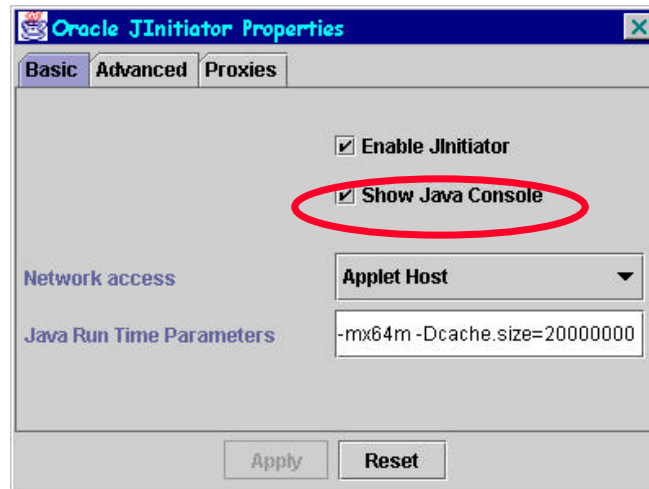 Oracle JInitiator Properties
Basic Advanced Proxies
Enable JInitiator
Show Java Console
Network access Applet Host
Java Run Time Parameters -mx64m -Dcache.size=20000000
Apply Reset